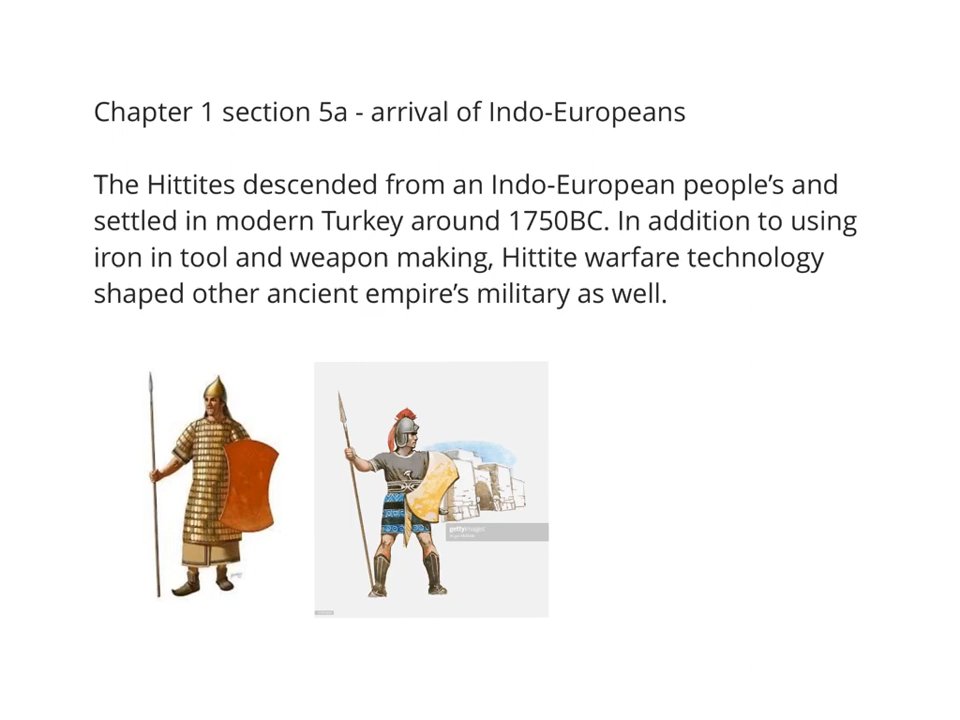 Chapter 1 section 5a - arrival of Indo-Europeans
The Hittites descended from an Indo-European people’s and
settled in modern Turkey around 1750BC. In addition to using
iron in tool and weapon making, Hittite warfare technology
shaped other ancient empire’s military as well.
gettyimages